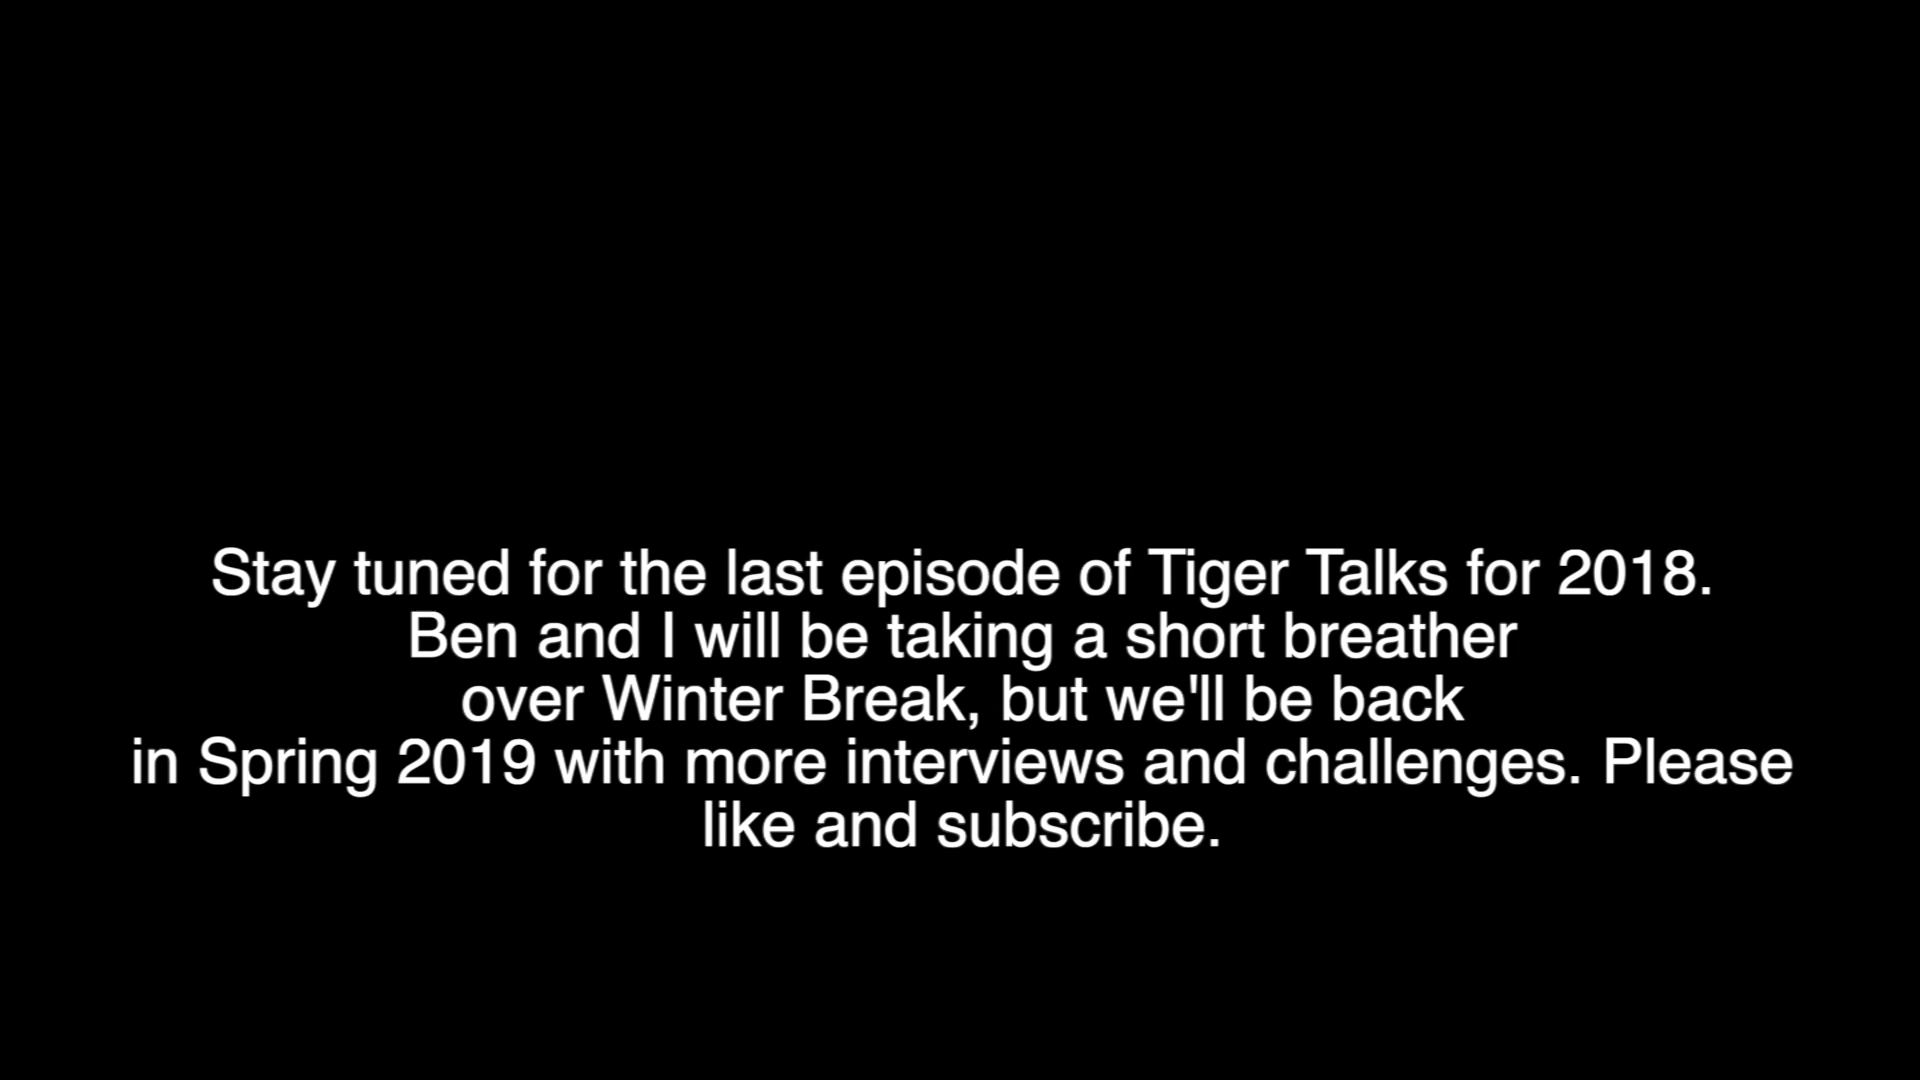 Stay tuned for the last episode of Tiger Talks for 2018.
Ben and I will be taking a short breather
over Winter Break, but we'll be back
in Spring 2019 with more interviews and challenges. Please
like and subscribe.